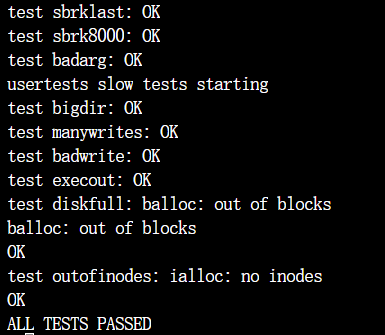 test sbrklast: OK
test sbrk8000: OK
test badarg: OK
usertests slow tests starting
test bigdir: OK
test manywrites: OK
test badwrite: OK
test execout: OK
test diskfull: balloc: out of blocks
balloc: out of blocks
OK
test outofinodes: ialloc: no inodes
OK
ALL TESTS PASSED